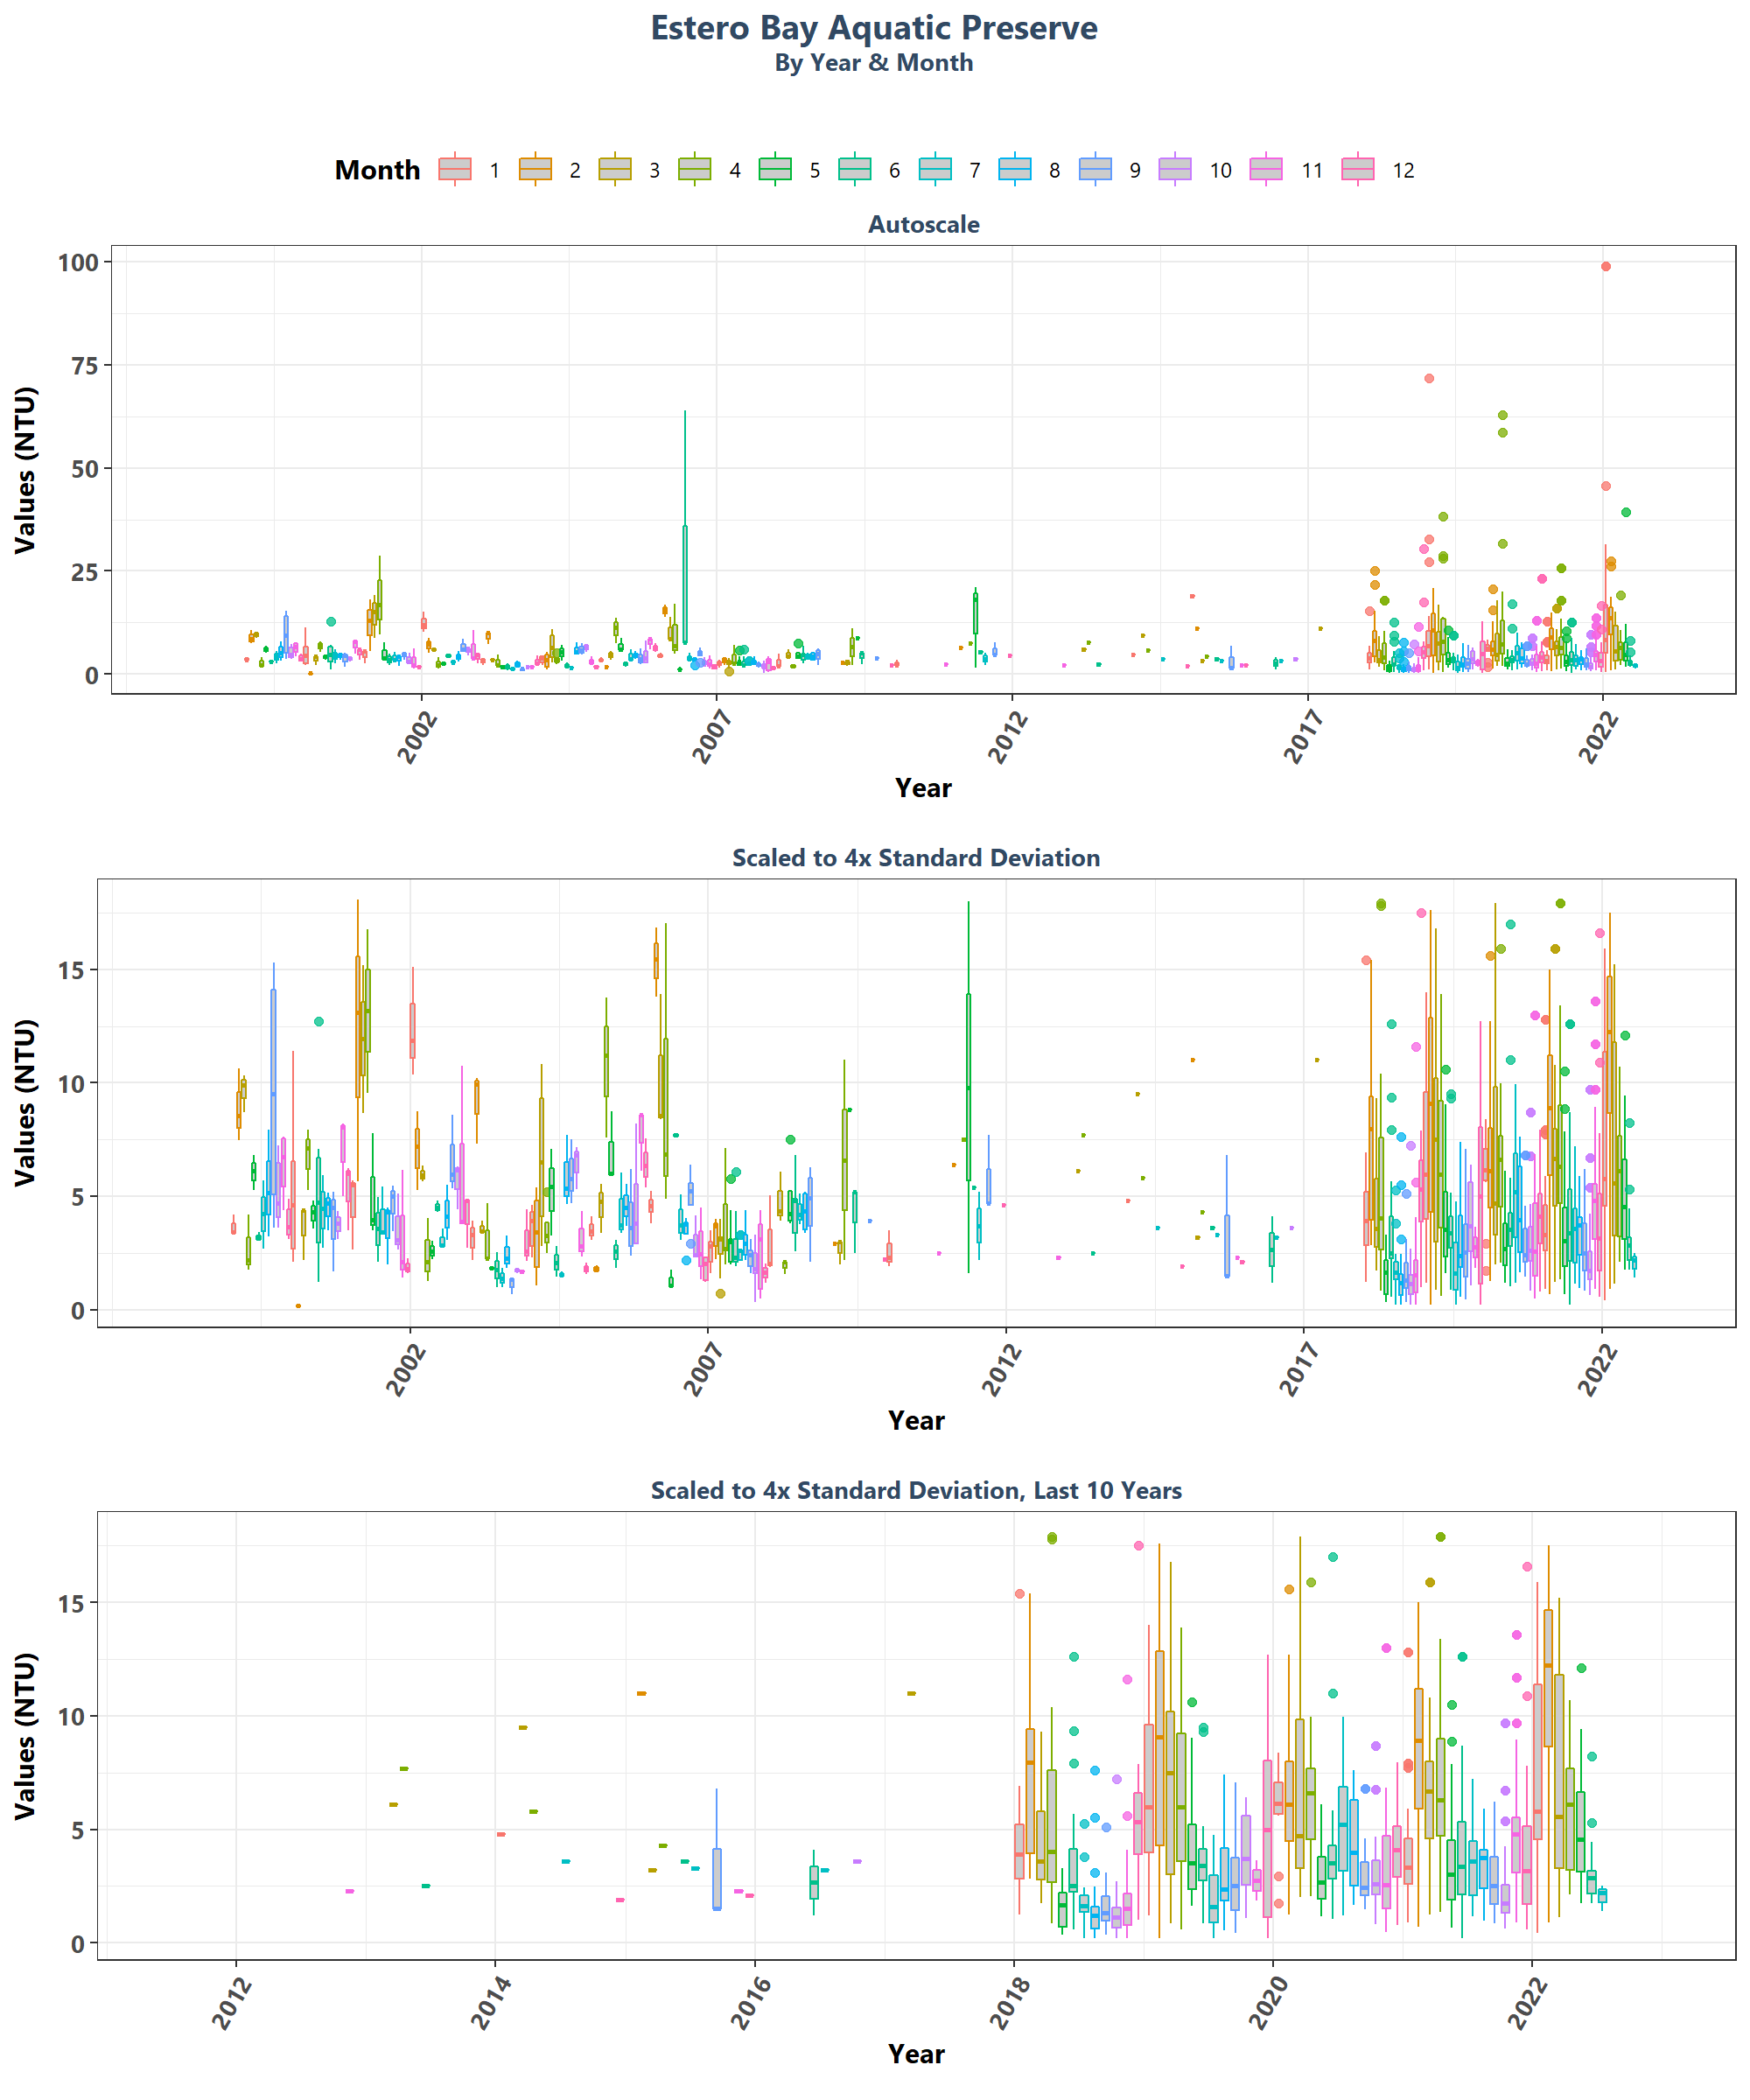 Estero Bay Aquatic Preserve
By Year & Month
Month 1 2 3 4 5 6 7 8 9 10 11 12
Autoscale
Values (NTU)
100
75
50
25
0
2002 2007 2012 2017 2022
Year
Scaled to 4x Standard Deviation
Values (NTU)
15
10
5
0
2002 2007 2012 2017 2022
Year
Scaled to 4x Standard Deviation, Last 10 Years
Values (NTU)
15
10
5
0
2012 2014 2016 2018 2020 2022
Year